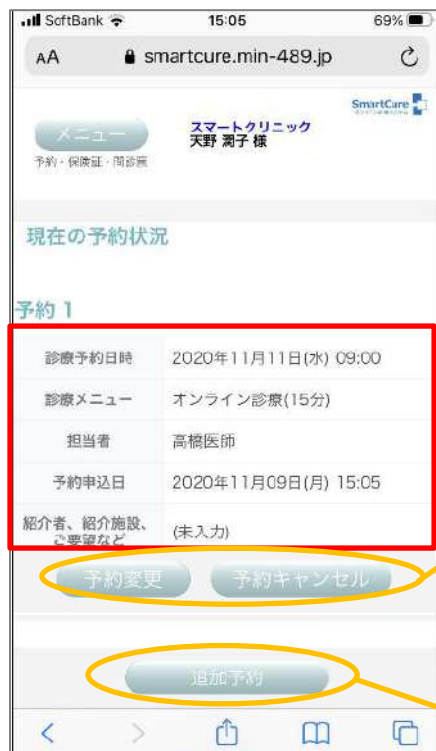 SoftBank 15:05 69%
AA smartcure.min-489.jp
SmartCure
メニュー
スマートクリニック
天野 潤子 様
予約・保険証・問診票
現在の予約状況
予約 1
診療予約日時 2020年11月11日(水) 09:00
診療メニュー オンライン診療(15分)
担当者 高橋医師
予約申込日 2020年11月09日(月) 15:05
紹介者、紹介施設、
ご要望など (未入力)
予約変更 予約キャンセル
追加予約